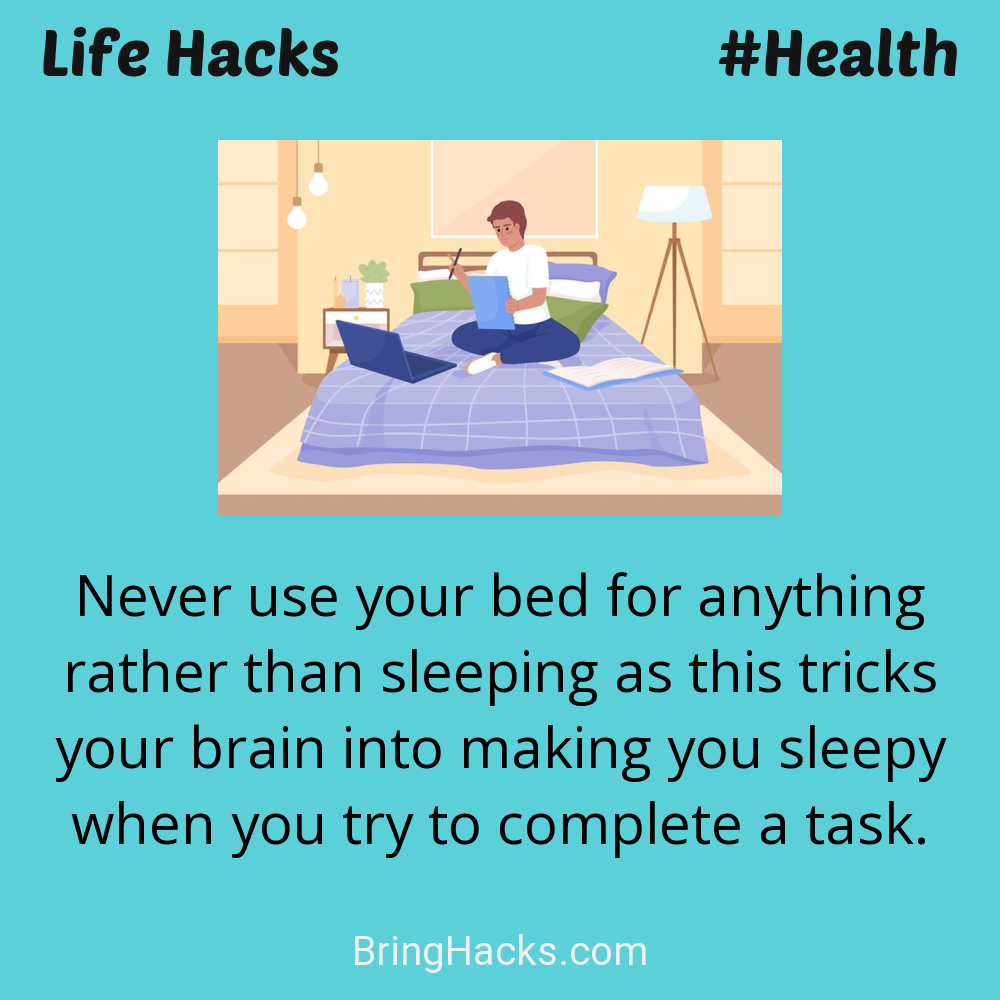 Life Hacks
#Health
Never use your bed for anything
rather than sleeping as this tricks
your brain into making you sleepy
when you try to complete a task.
BringHacks.com